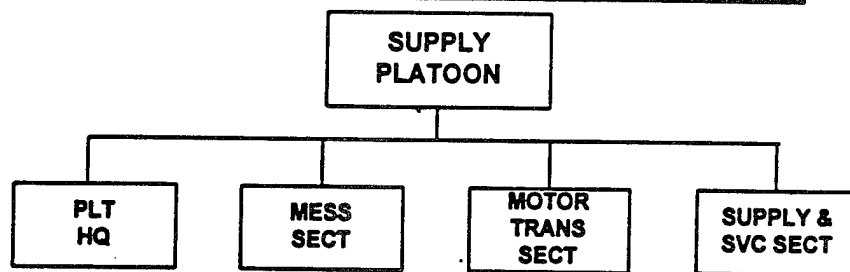 SUPPLY
PLATOON
PLT
HQ
MESS
SECT
MOTOR
TRANS
SECT
SUPPLY &
SVC SECT